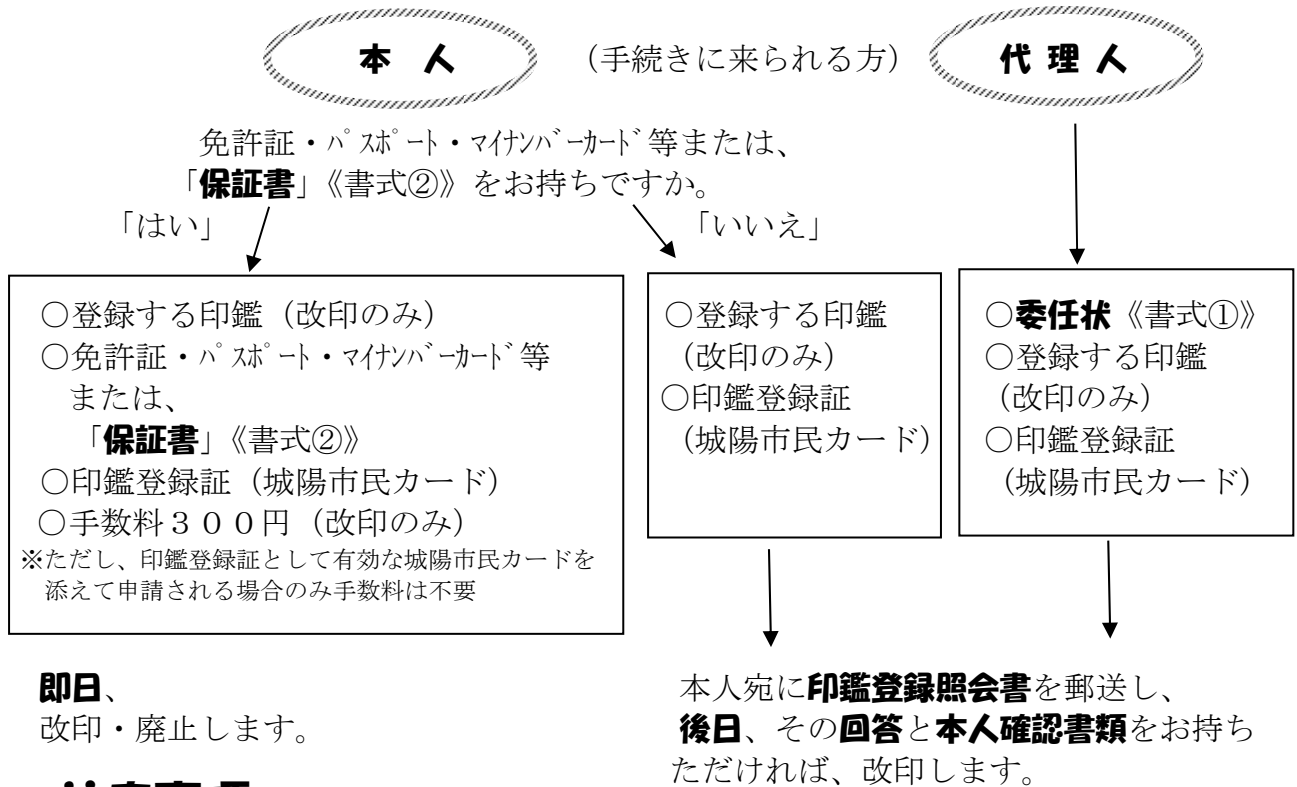 本 人 （手続きに来られる方） 代 理 人
免許証・パスポート・マイナンバーカード等または、
「保証書」《書式②》をお持ちですか。
「はい」 「いいえ」
○登録する印鑑（改印のみ）
○免許証・パスポート・マイナンバーカード等
または、
「保証書」《書式②》
○印鑑登録証（城陽市民カード）
○手数料３００円（改印のみ）
※ただし、印鑑登録証として有効な城陽市民カードを
添えて申請される場合のみ手数料は不要
○登録する印鑑
（改印のみ）
○印鑑登録証
（城陽市民カード）
○委任状《書式①》
○登録する印鑑
（改印のみ）
○印鑑登録証
（城陽市民カード）
即日、
改印・廃止します。
本人宛に印鑑登録照会書を郵送し、
後日、その回答と本人確認書類をお持ち
ただければ、改印します。